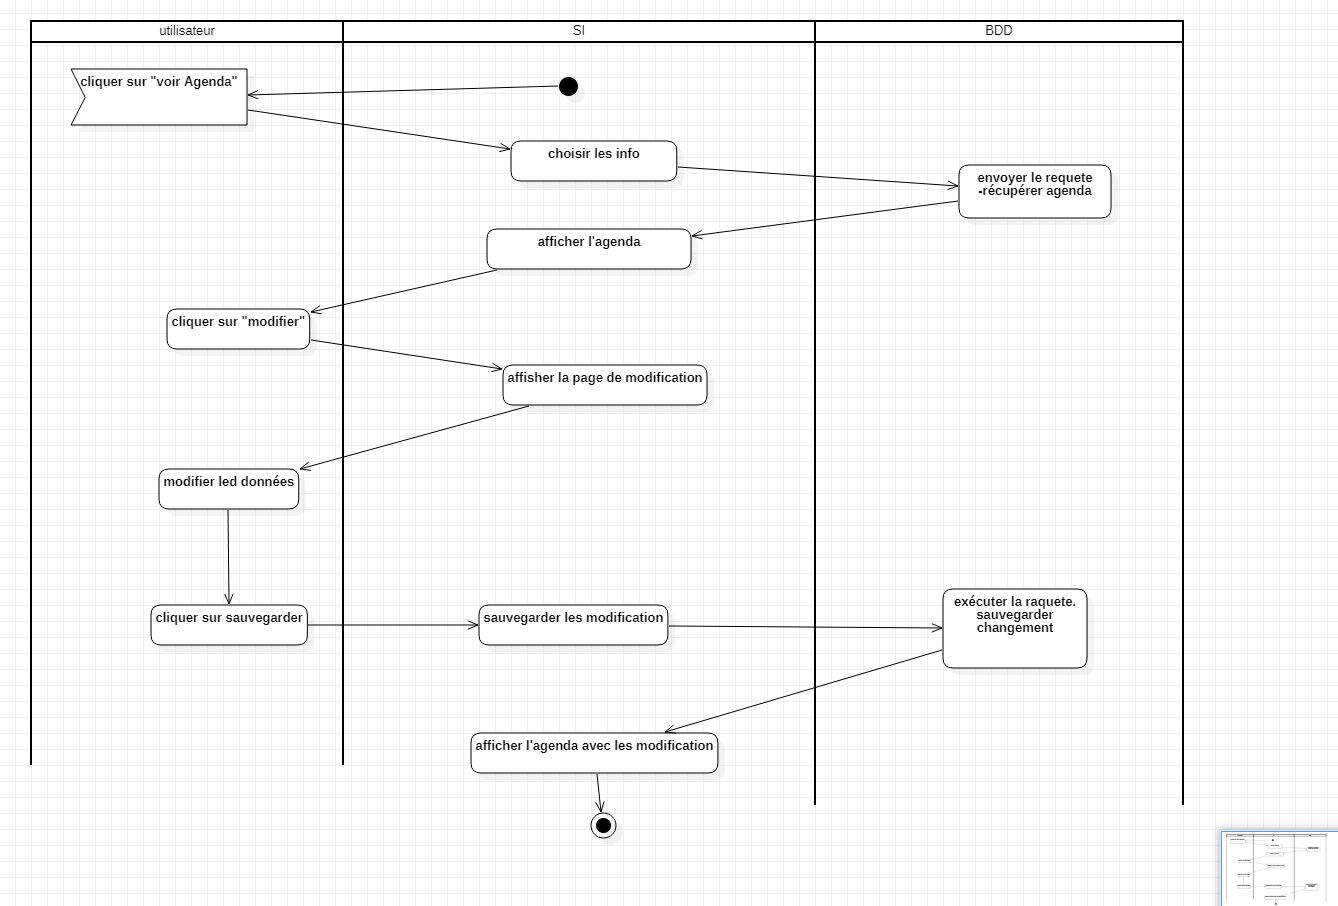 utilisateur
SI
BDD
cliquer sur "voir Agenda"
choisir les info
envoyer le requete
-récupérer agenda
afficher l'agenda
cliquer sur "modifier"
affisher la page de modification
modifier led données
cliquer sur sauvegarder
sauvegarder les modification
exécuter la raquete.
sauvegarder
changement
afficher l'agenda avec les modification